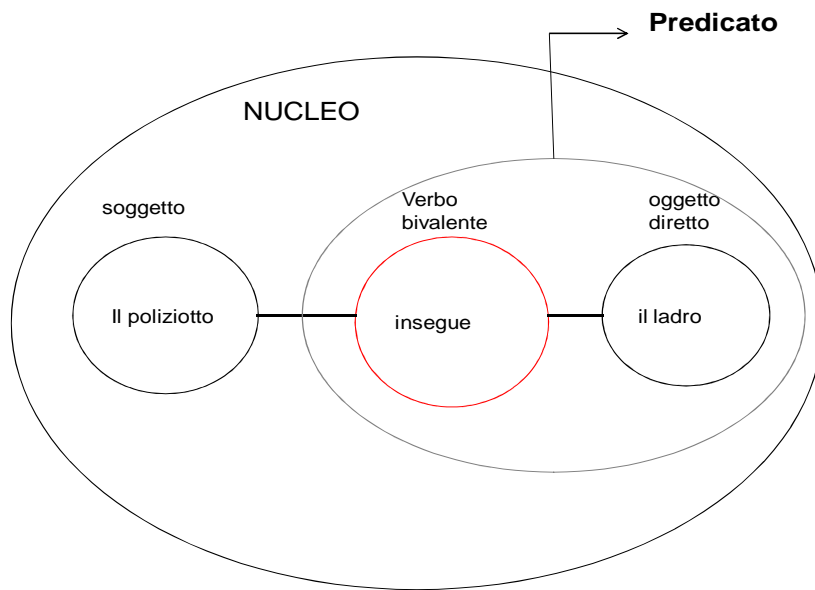 Predicato
NUCLEO
soggetto
Verbo
bivalente
oggetto
diretto
Il poliziotto
insegue
il ladro